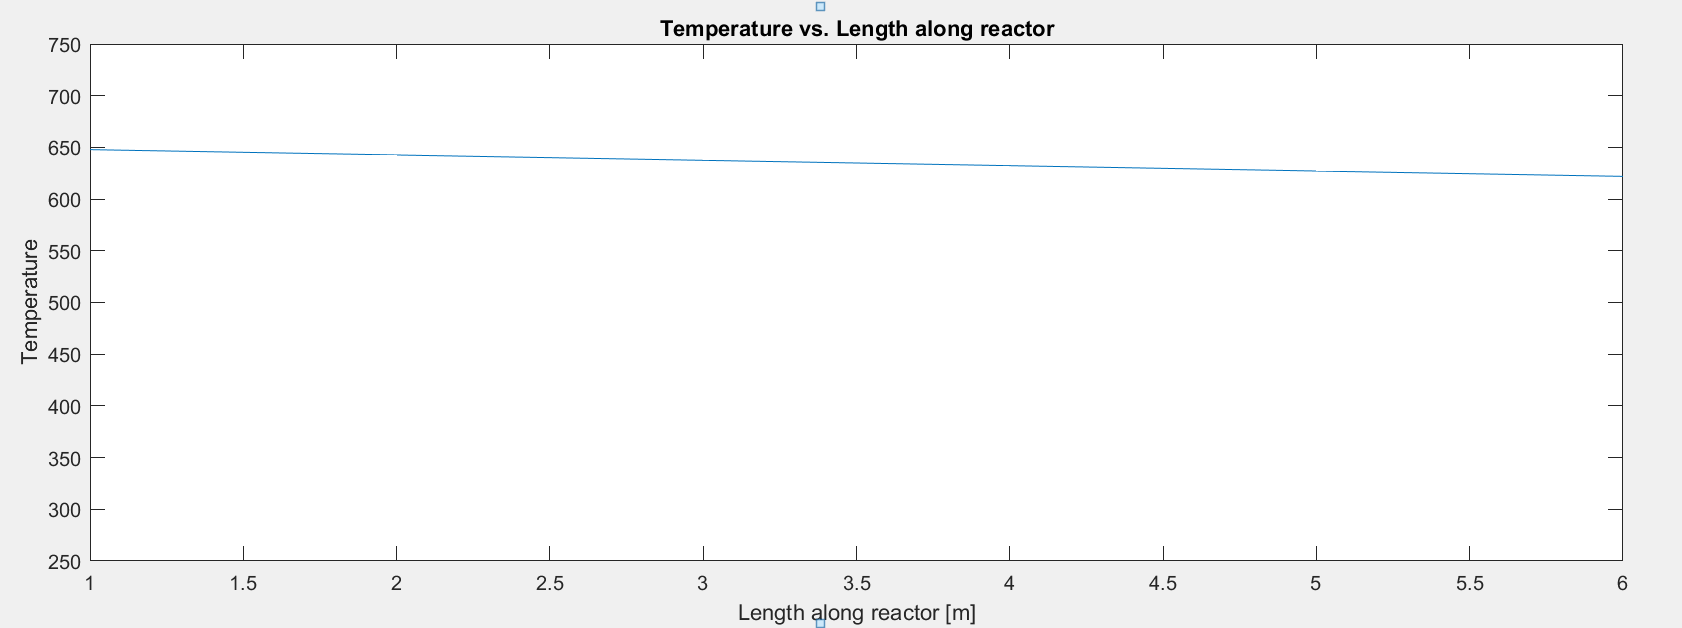 Temperature vs. Length along reactor
750
700
650
600
550
500
450
400
350
300
250
Temperature
1 1.5 2 2.5 3 3.5 4 4.5 5 5.5 6
Length along reactor [m]